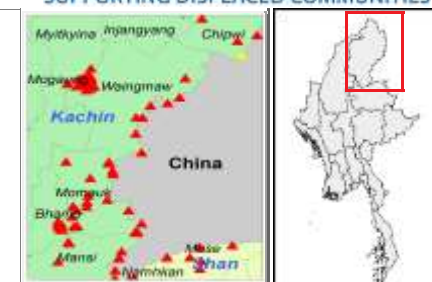 SUPPORTING DISPLACED COMMUNITIES
Myitkyina Injangyang Chipwi
Mogaung
Waingmaw
Kachin
China
Momauk
Bhamo
Mansi
Muse
Shan
Namhkan